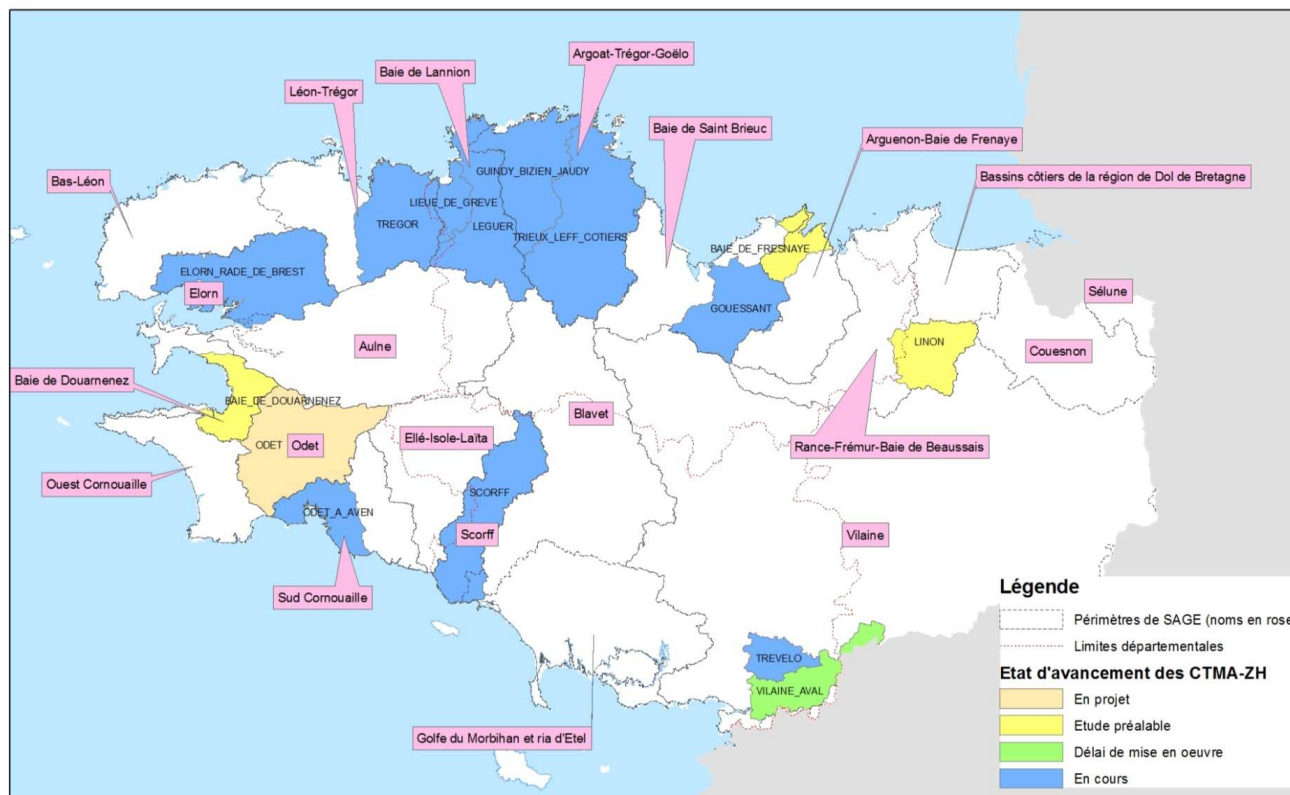 Argoat-Trégor-Goëlo
Baie de Lannion
Léon-Trégor
Baie de Saint Brieuc
Arguenon-Baie de Frenaye
Bas-Léon
Bassins côtiers de la région de Dol de Bretagne
GUINDY_BIZIEN_JAUDY
LIEUE_DE_GREVE
TREGOR
LEGUER
TRIEUX_LEFF_COTIERS
BAIE_DE_FRESNAYE
ELORN_RADE_DE_BREST
Elorn
Sélune
GOUESSANT
Aulne
LINON
Couesnon
Baie de Douarnenez
BAIE_DE_DOUARNENEZ
Blavet
ODET
Odet
Ellé-Isole-Laïta
Rance-Frémur-Baie de Beaussais
Ouest Cornouaille
SCORFF
ODET_A_AVEN
Scorff
Vilaine
Sud Cornouaille
TREVELO
VILAINE_AVAL
Golfe du Morbihan et ria d'Etel
Légende
Périmètres de SAGE (noms en rose
Limites départementales
Etat d'avancement des CTMA-ZH
En projet
Etude préalable
Délai de mise en oeuvre
En cours